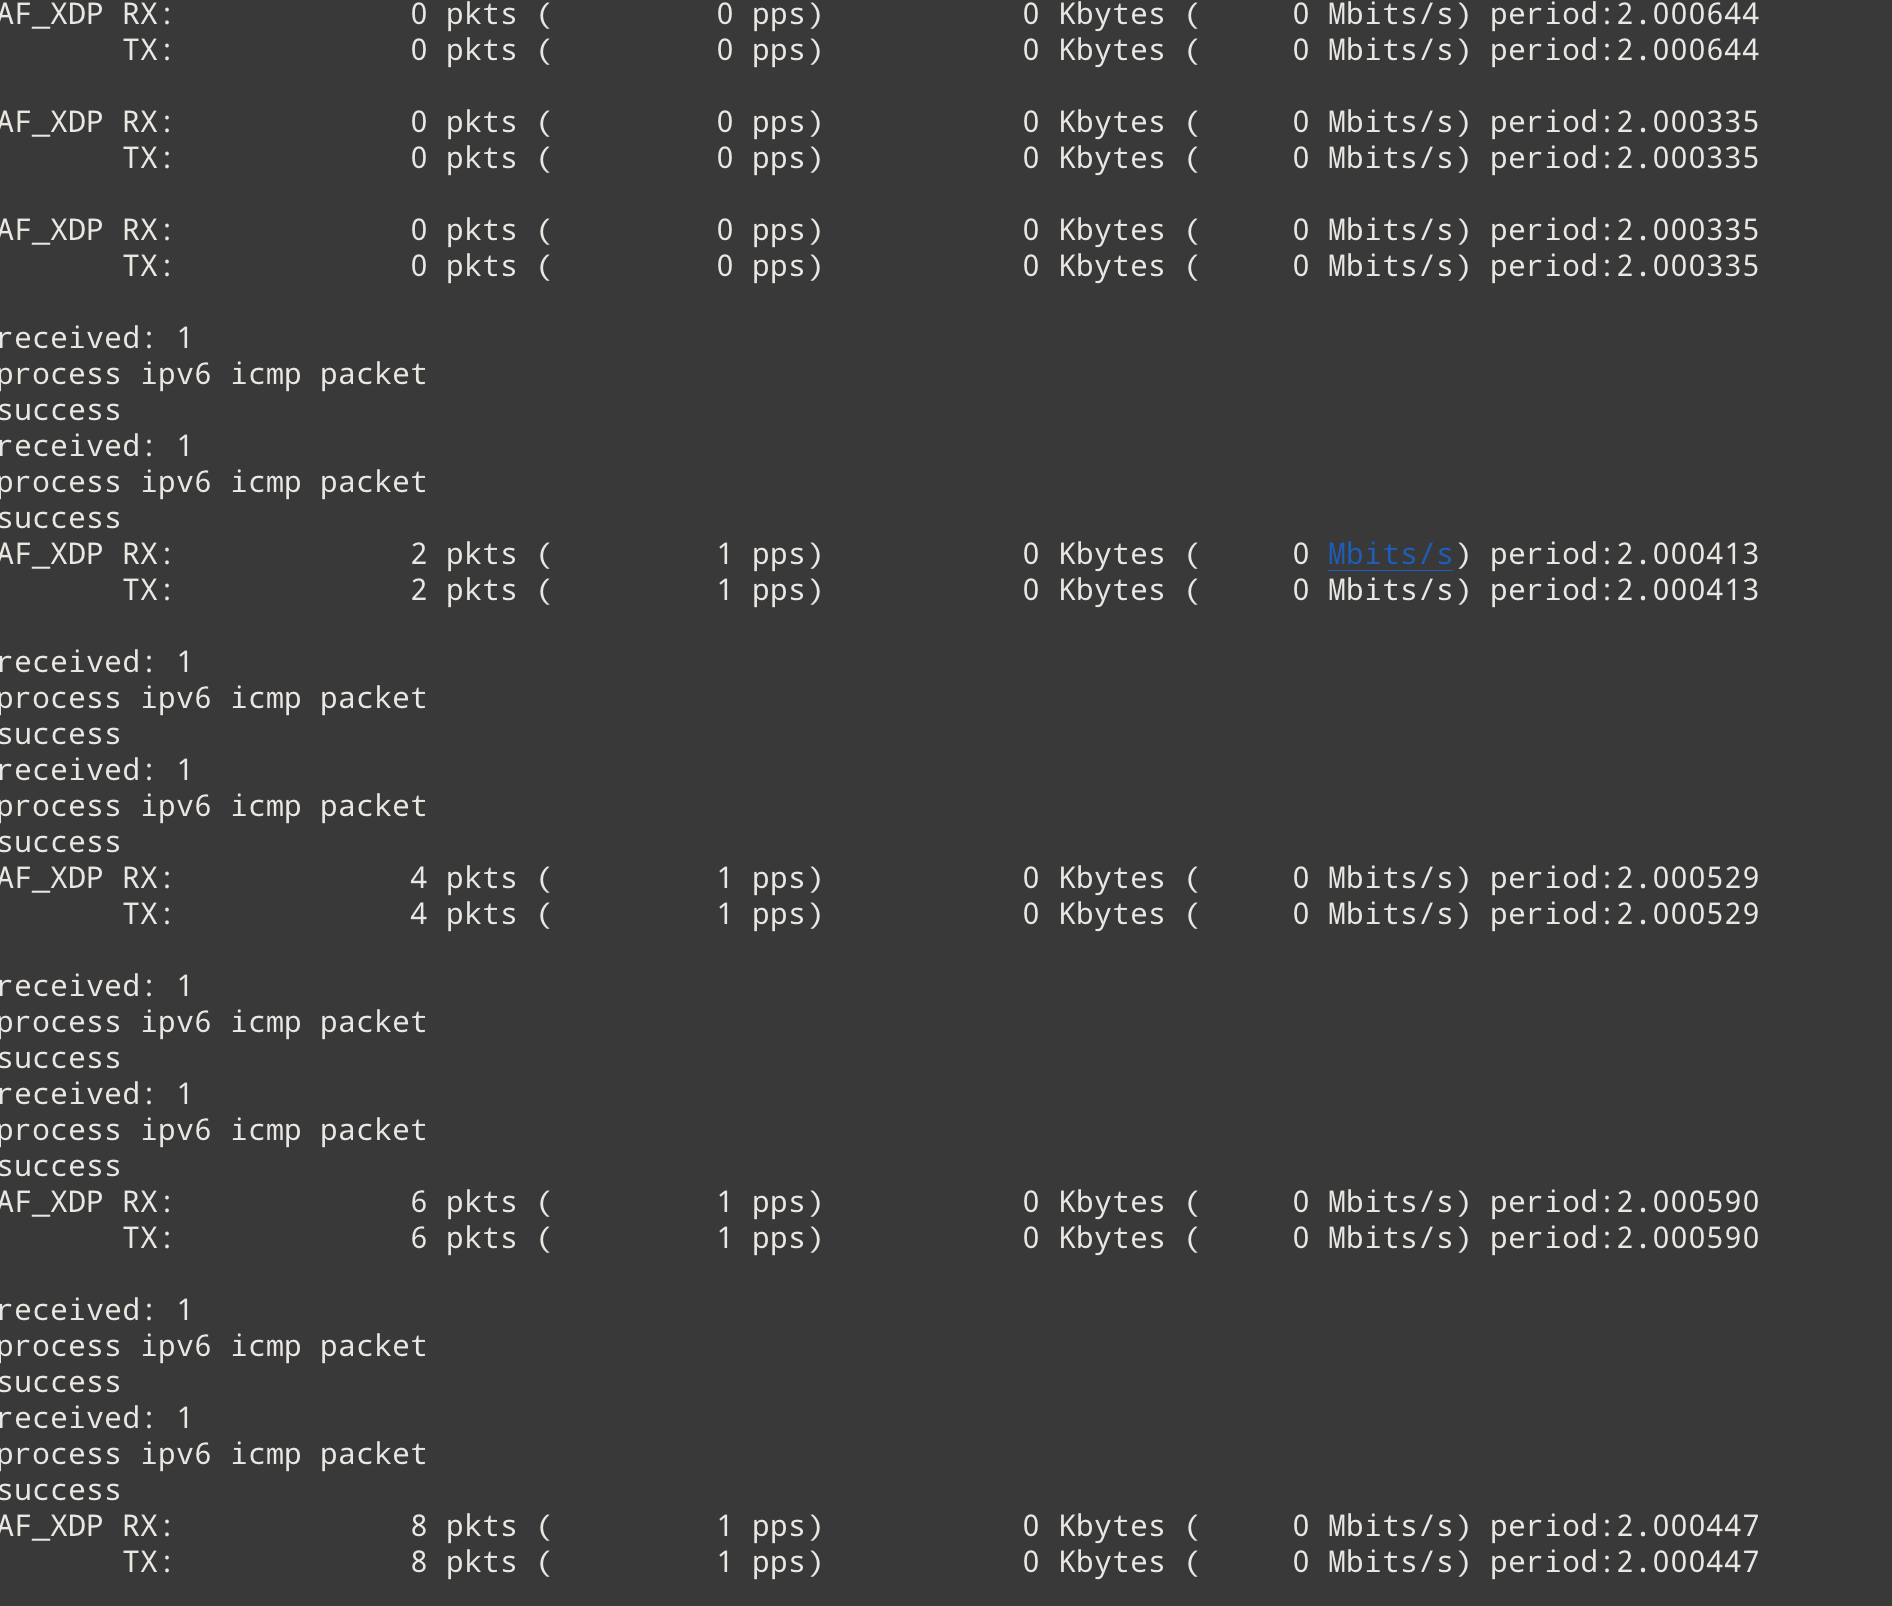 AF_XDP RX:             0 pkts (         0 pps)           0 Kbytes (     0 Mbits/s) period:2.000644
       TX:             0 pkts (         0 pps)           0 Kbytes (     0 Mbits/s) period:2.000644
AF_XDP RX:             0 pkts (         0 pps)           0 Kbytes (     0 Mbits/s) period:2.000335
       TX:             0 pkts (         0 pps)           0 Kbytes (     0 Mbits/s) period:2.000335
AF_XDP RX:             0 pkts (         0 pps)           0 Kbytes (     0 Mbits/s) period:2.000335
       TX:             0 pkts (         0 pps)           0 Kbytes (     0 Mbits/s) period:2.000335
received: 1
process ipv6 icmp packet
success
received: 1
process ipv6 icmp packet
success
AF_XDP RX:             2 pkts (         1 pps)           0 Kbytes (     0 Mbits/s) period:2.000413
       TX:             2 pkts (         1 pps)           0 Kbytes (     0 Mbits/s) period:2.000413
received: 1
process ipv6 icmp packet
success
received: 1
process ipv6 icmp packet
success
AF_XDP RX:             4 pkts (         1 pps)           0 Kbytes (     0 Mbits/s) period:2.000529
       TX:             4 pkts (         1 pps)           0 Kbytes (     0 Mbits/s) period:2.000529
received: 1
process ipv6 icmp packet
success
received: 1
process ipv6 icmp packet
success
AF_XDP RX:             6 pkts (         1 pps)           0 Kbytes (     0 Mbits/s) period:2.000590
       TX:             6 pkts (         1 pps)           0 Kbytes (     0 Mbits/s) period:2.000590
received: 1
process ipv6 icmp packet
success
received: 1
process ipv6 icmp packet
success
AF_XDP RX:             8 pkts (         1 pps)           0 Kbytes (     0 Mbits/s) period:2.000447
       TX:             8 pkts (         1 pps)           0 Kbytes (     0 Mbits/s) period:2.000447